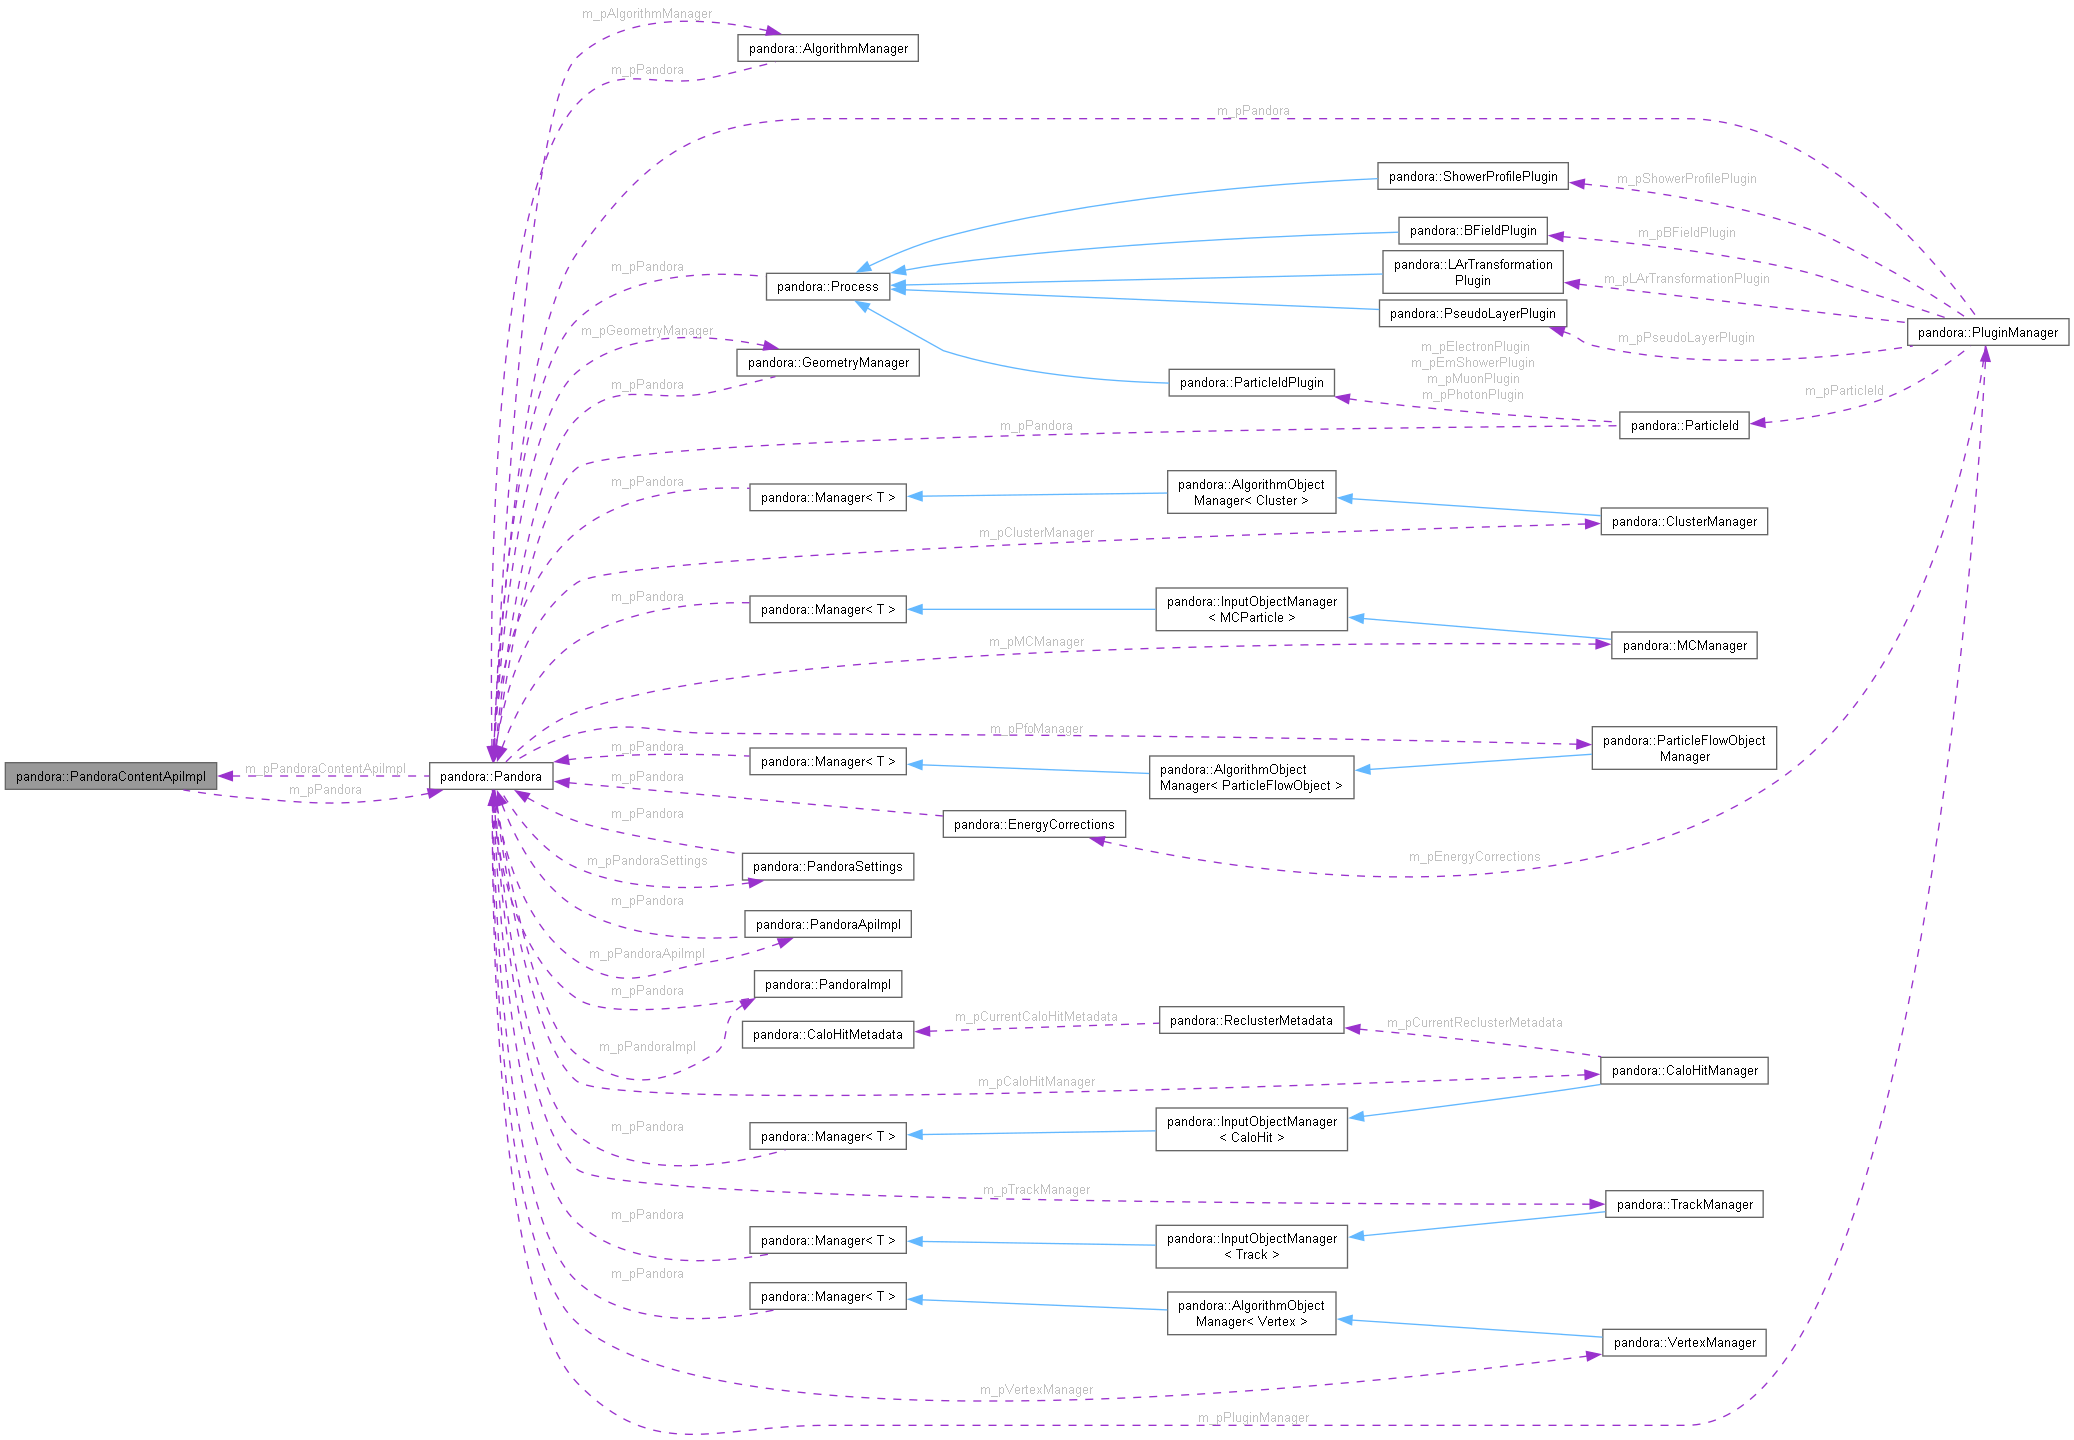 m_pAlgorithmManager
pandora::AlgorithmManager
m_pPandora
m_pPandora
pandora::ShowerProfilePlugin
m_pShowerProfilePlugin
pandora::BFieldPlugin
m_pBFieldPlugin
m_pPandora
pandora::Process
pandora::LArTransformation
Plugin
m_pLArTransformationPlugin
pandora::PseudoLayerPlugin
m_pPseudoLayerPlugin
pandora::PluginManager
m_pGeometryManager
pandora::GeometryManager
m_pPandora
m_pElectronPlugin
m_pEmShowerPlugin
m_pMuonPlugin
m_pPhotonPlugin
pandora::ParticleIdPlugin
m_pParticleId
pandora::ParticleId
m_pPandora
m_pPandora
pandora::Manager< T >
pandora::AlgorithmObject
Manager< Cluster >
pandora::ClusterManager
m_pClusterManager
m_pPandora
pandora::Manager< T >
pandora::InputObjectManager
< MCParticle >
m_pMCManager
pandora::MCManager
m_pPfoManager
pandora::ParticleFlowObject
Manager
m_pPandora
pandora::Manager< T >
pandora::AlgorithmObject
Manager< ParticleFlowObject >
pandora::PandoraContentApiImpl
m_pPandoraContentApiImpl
m_pPandora
pandora::Pandora
m_pPandora
pandora::EnergyCorrections
m_pEnergyCorrections
m_pPandora
pandora::PandoraSettings
m_pPandoraSettings
m_pPandora
pandora::PandoraApiImpl
m_pPandoraApiImpl
m_pPandora
pandora::PandoraImpl
m_pPandoraImpl
pandora::CaloHitMetadata
m_pCurrentCaloHitMetadata
pandora::ReclusterMetadata
m_pCurrentReclusterMetadata
pandora::CaloHitManager
m_pCaloHitManager
m_pPandora
pandora::Manager< T >
pandora::InputObjectManager
< CaloHit >
m_pTrackManager
pandora::TrackManager
m_pPandora
pandora::Manager< T >
pandora::InputObjectManager
< Track >
m_pPandora
pandora::Manager< T >
pandora::AlgorithmObject
Manager< Vertex >
pandora::VertexManager
m_pVertexManager
m_pPluginManager